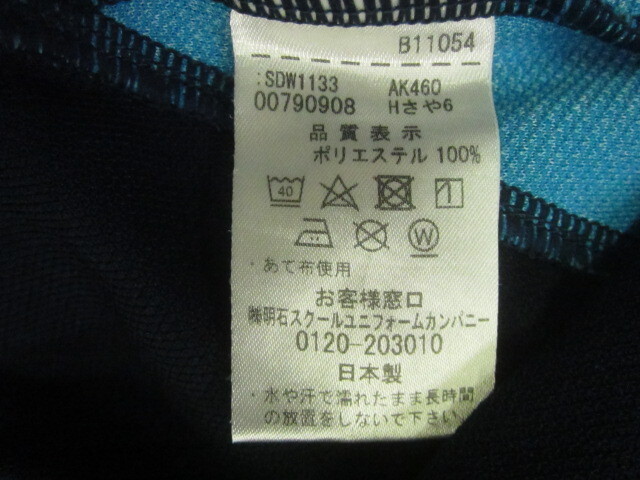 B11054
:SDW1133 AK460
00790908 Hさや6
品質表示
ポリエステル 100%
40
W
・あて布使用
お客様窓口
㈱明石スクールユニフォームカンパニー
0120-203010
日本製
・水や汗で濡れたまま長時間
の放置をしないで下さい。